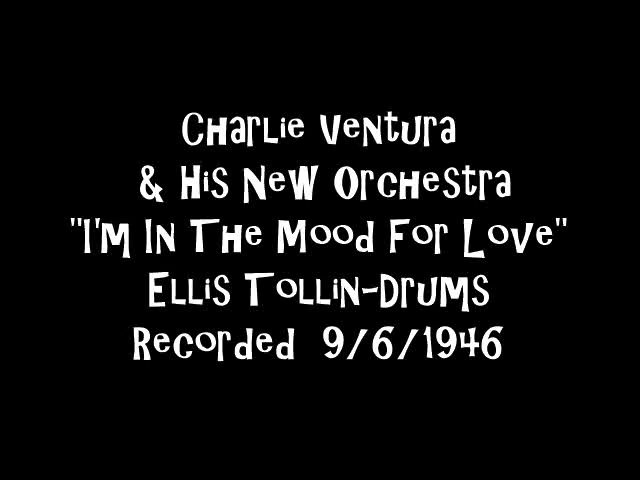 Charlie Ventura
& His New Orchestra
"I'm In The Mood For Love"
Ellis Tollin-Drums
Recorded 9/6/1946